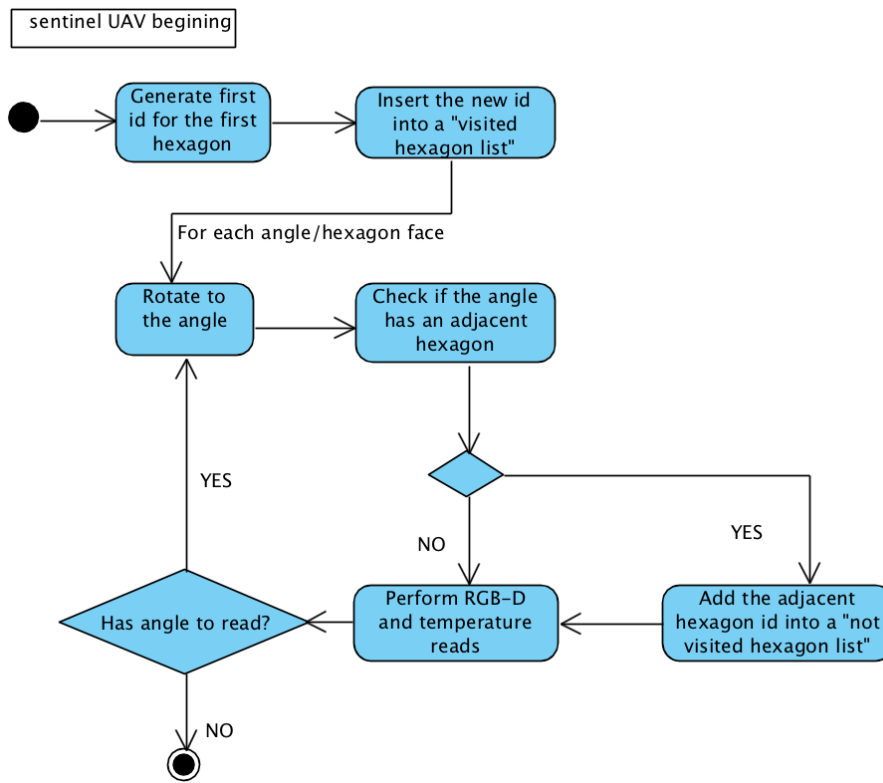 sentinel UAV begining
Generate first
id for the first
hexagon
Insert the new id
into a "visited
hexagon list"
For each angle/hexagon face
Rotate to
the angle
Check if the angle
has an adjacent
hexagon
YES
NO
YES
Has angle to read?
Perform RGB-D
and temperature
reads
Add the adjacent
hexagon id into a "not
visited hexagon list"
NO